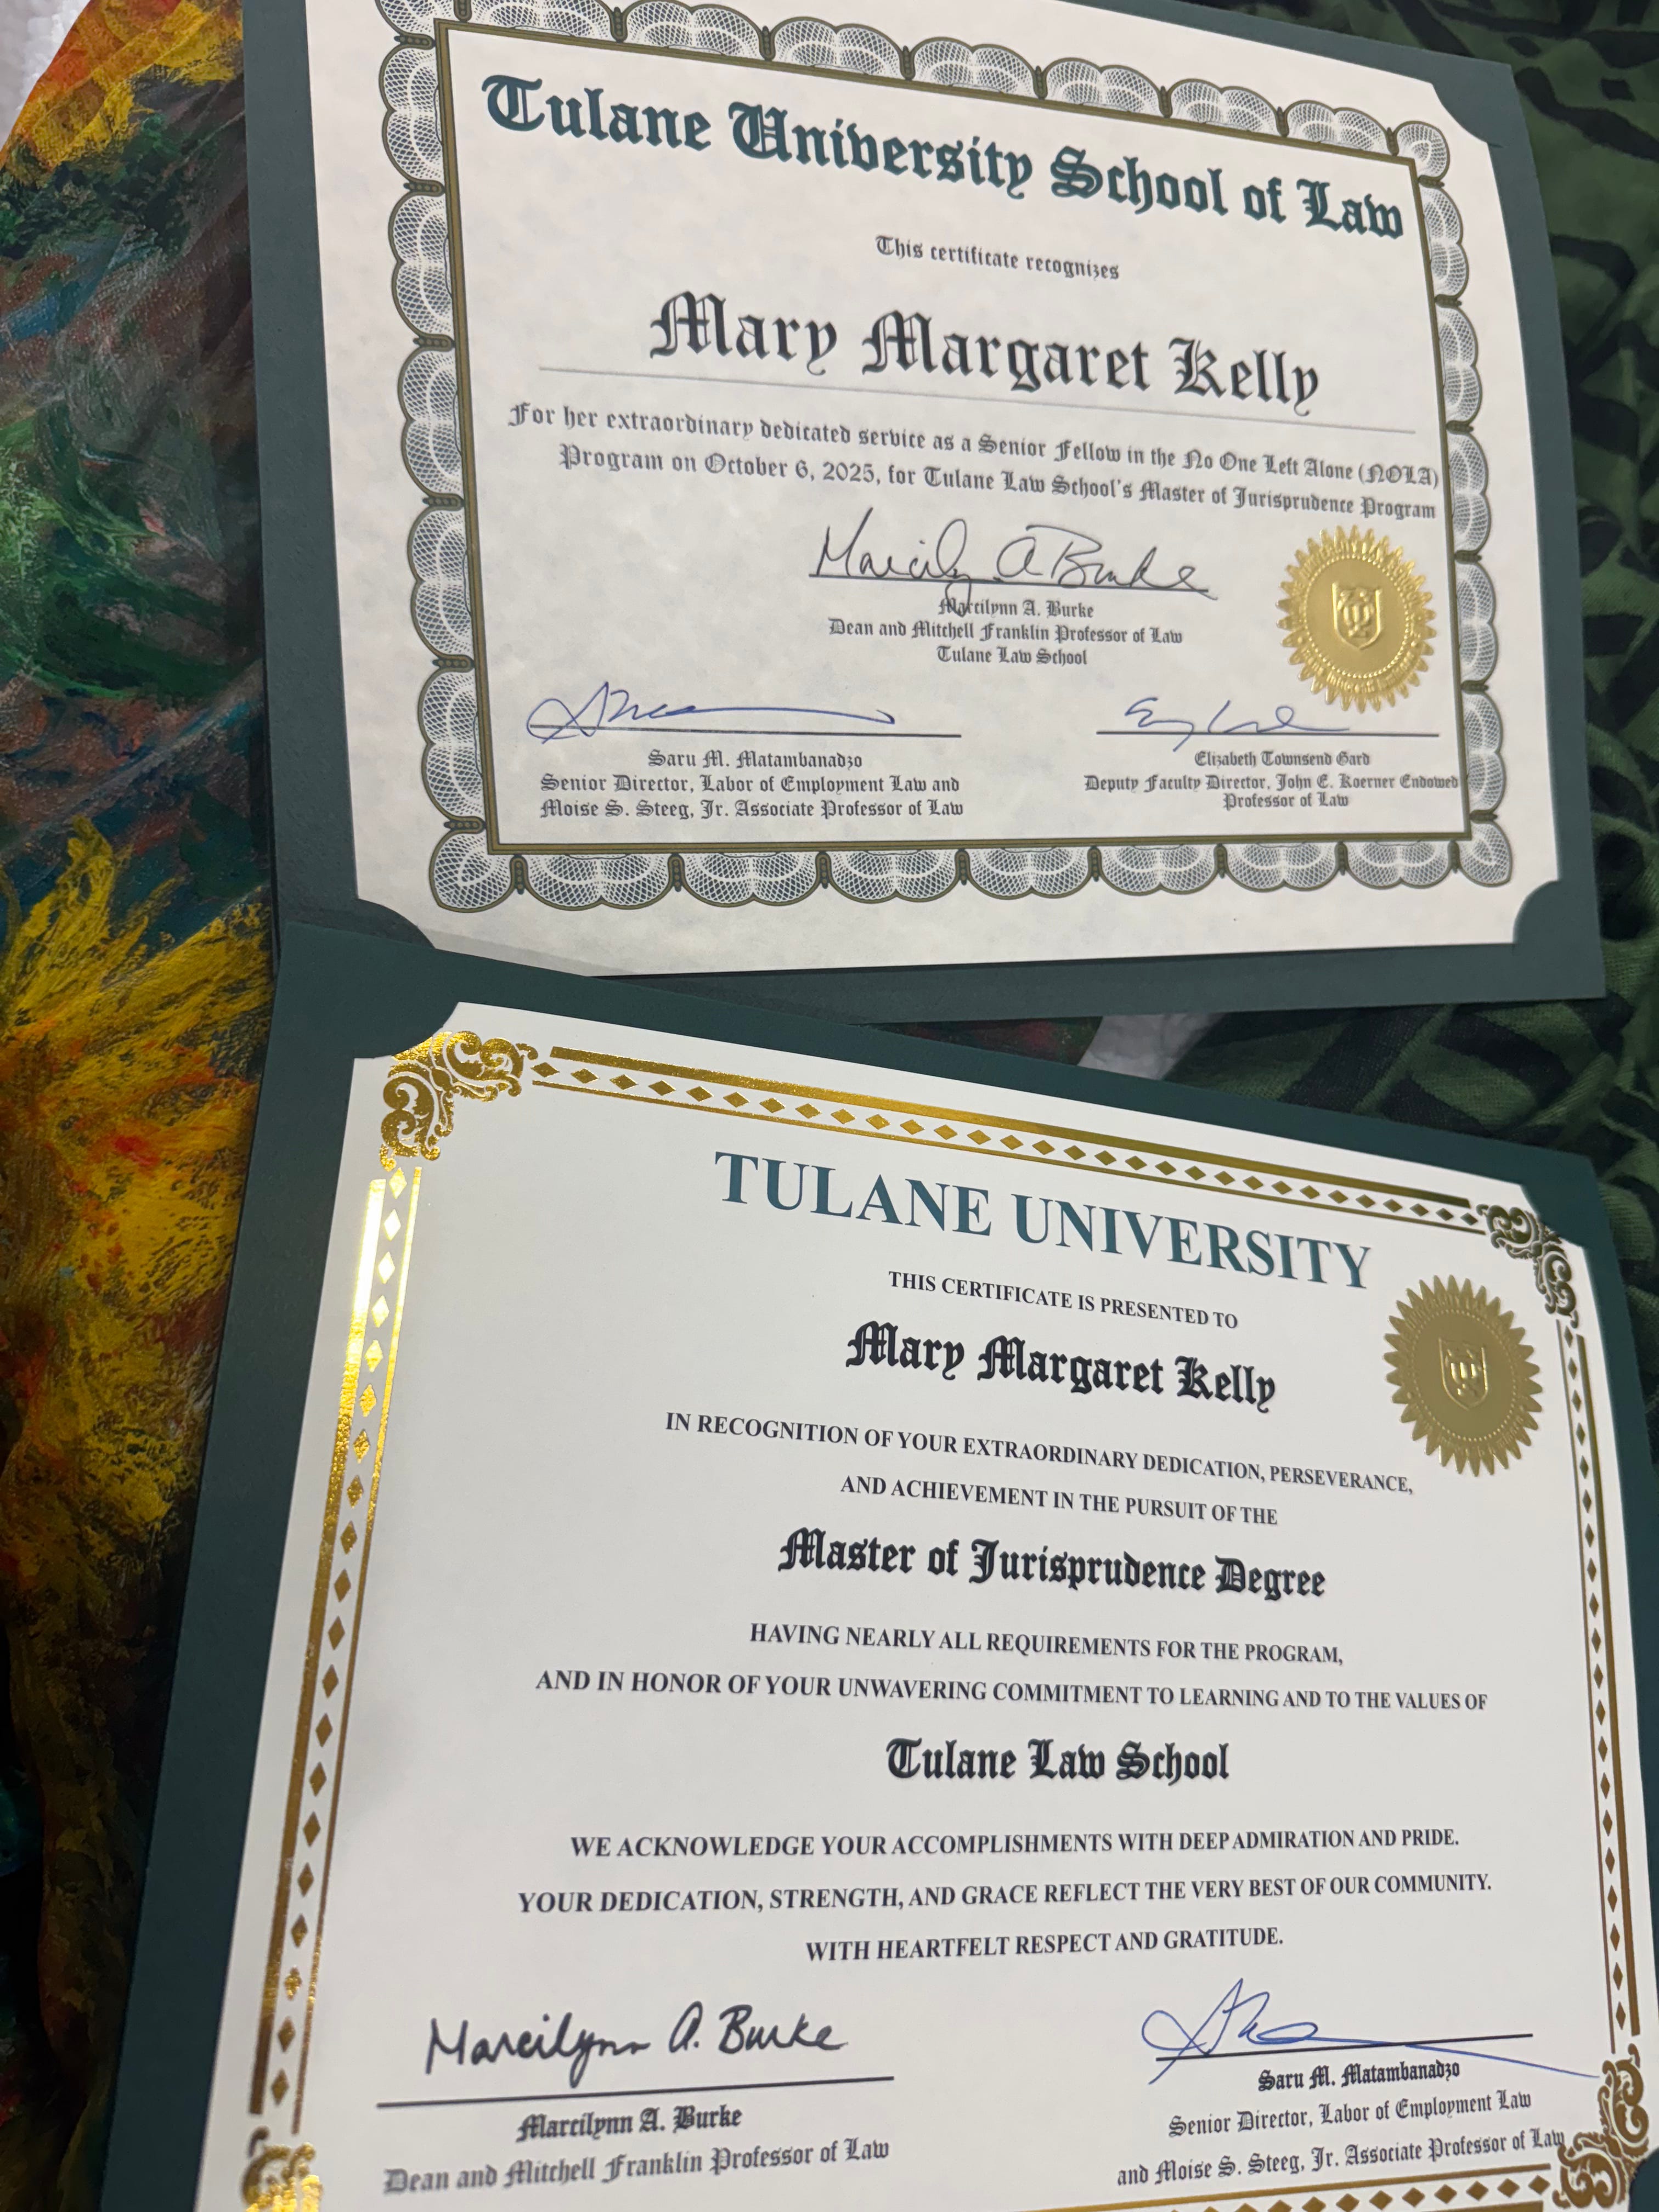 Tulane University School of Law
This certificate recognizes
Mary Margaret Kelly
For her extraordinary dedicated service as a Senior Fellow in the No One Left Alone (NOLA)
Program on October 6, 2025, for Tulane Law School's Master of Jurisprudence Program
Marcilyn A Burke
Marcilynn A. Burke
Dean and Mitchell Franklin Professor of Law
Tulane Law School
Saru M. Matambanadzo
Senior Director, Labor of Employment Law and
Moise S. Steeg, Jr. Associate Professor of Law
Elizabeth Townsend Gard
Deputy Faculty Director, John E. Koerner Endowed
Professor of Law
TULANE UNIVERSITY
THIS CERTIFICATE IS PRESENTED TO
Mary Margaret Kelly
IN RECOGNITION OF YOUR EXTRAORDINARY DEDICATION, PERSEVERANCE,
AND ACHIEVEMENT IN THE PURSUIT OF THE
Master of Jurisprudence Degree
HAVING NEARLY ALL REQUIREMENTS FOR THE PROGRAM,
AND IN HONOR OF YOUR UNWAVERING COMMITMENT TO LEARNING AND TO THE VALUES OF
Tulane Law School
WE ACKNOWLEDGE YOUR ACCOMPLISHMENTS WITH DEEP ADMIRATION AND PRIDE.
YOUR DEDICATION, STRENGTH, AND GRACE REFLECT THE VERY BEST OF OUR COMMUNITY.
WITH HEARTFELT RESPECT AND GRATITUDE.
Marcilynn A. Burke
Marcilynn A. Burke
Dean and Mitchell Franklin Professor of Law
Saru M. Matambanadzo
Senior Director, Labor of Employment Law
and Moise S. Steeg, Jr. Associate Professor of Law